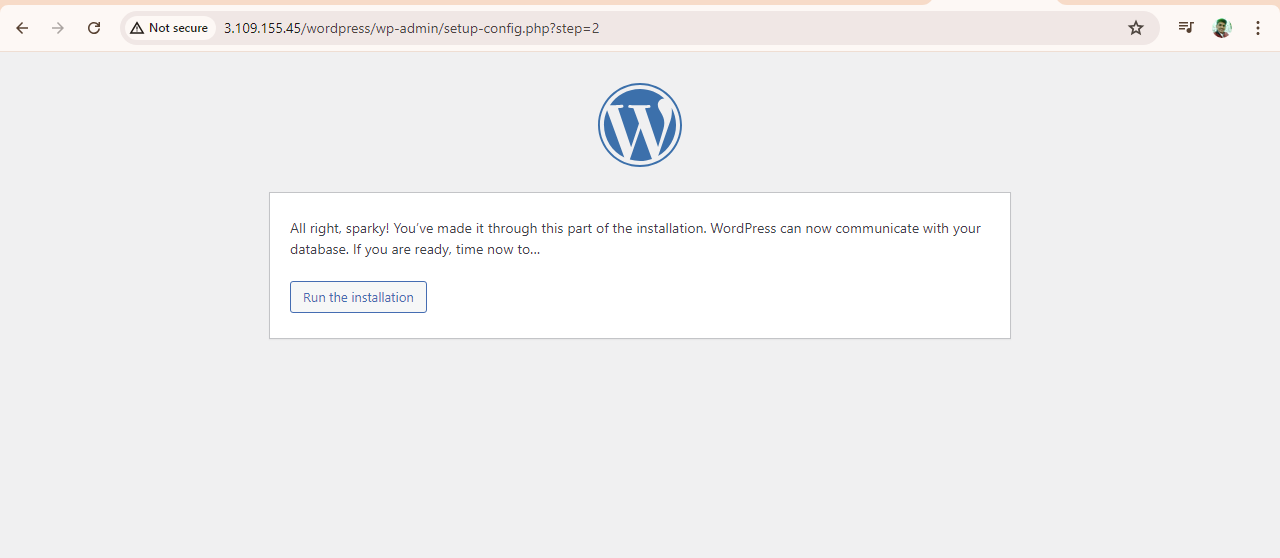 Not secure 3.109.155.45/wordpress/wp-admin/setup-config.php?step=2
W
All right, sparky! You’ve made it through this part of the installation. WordPress can now communicate with your
database. If you are ready, time now to…
Run the installation